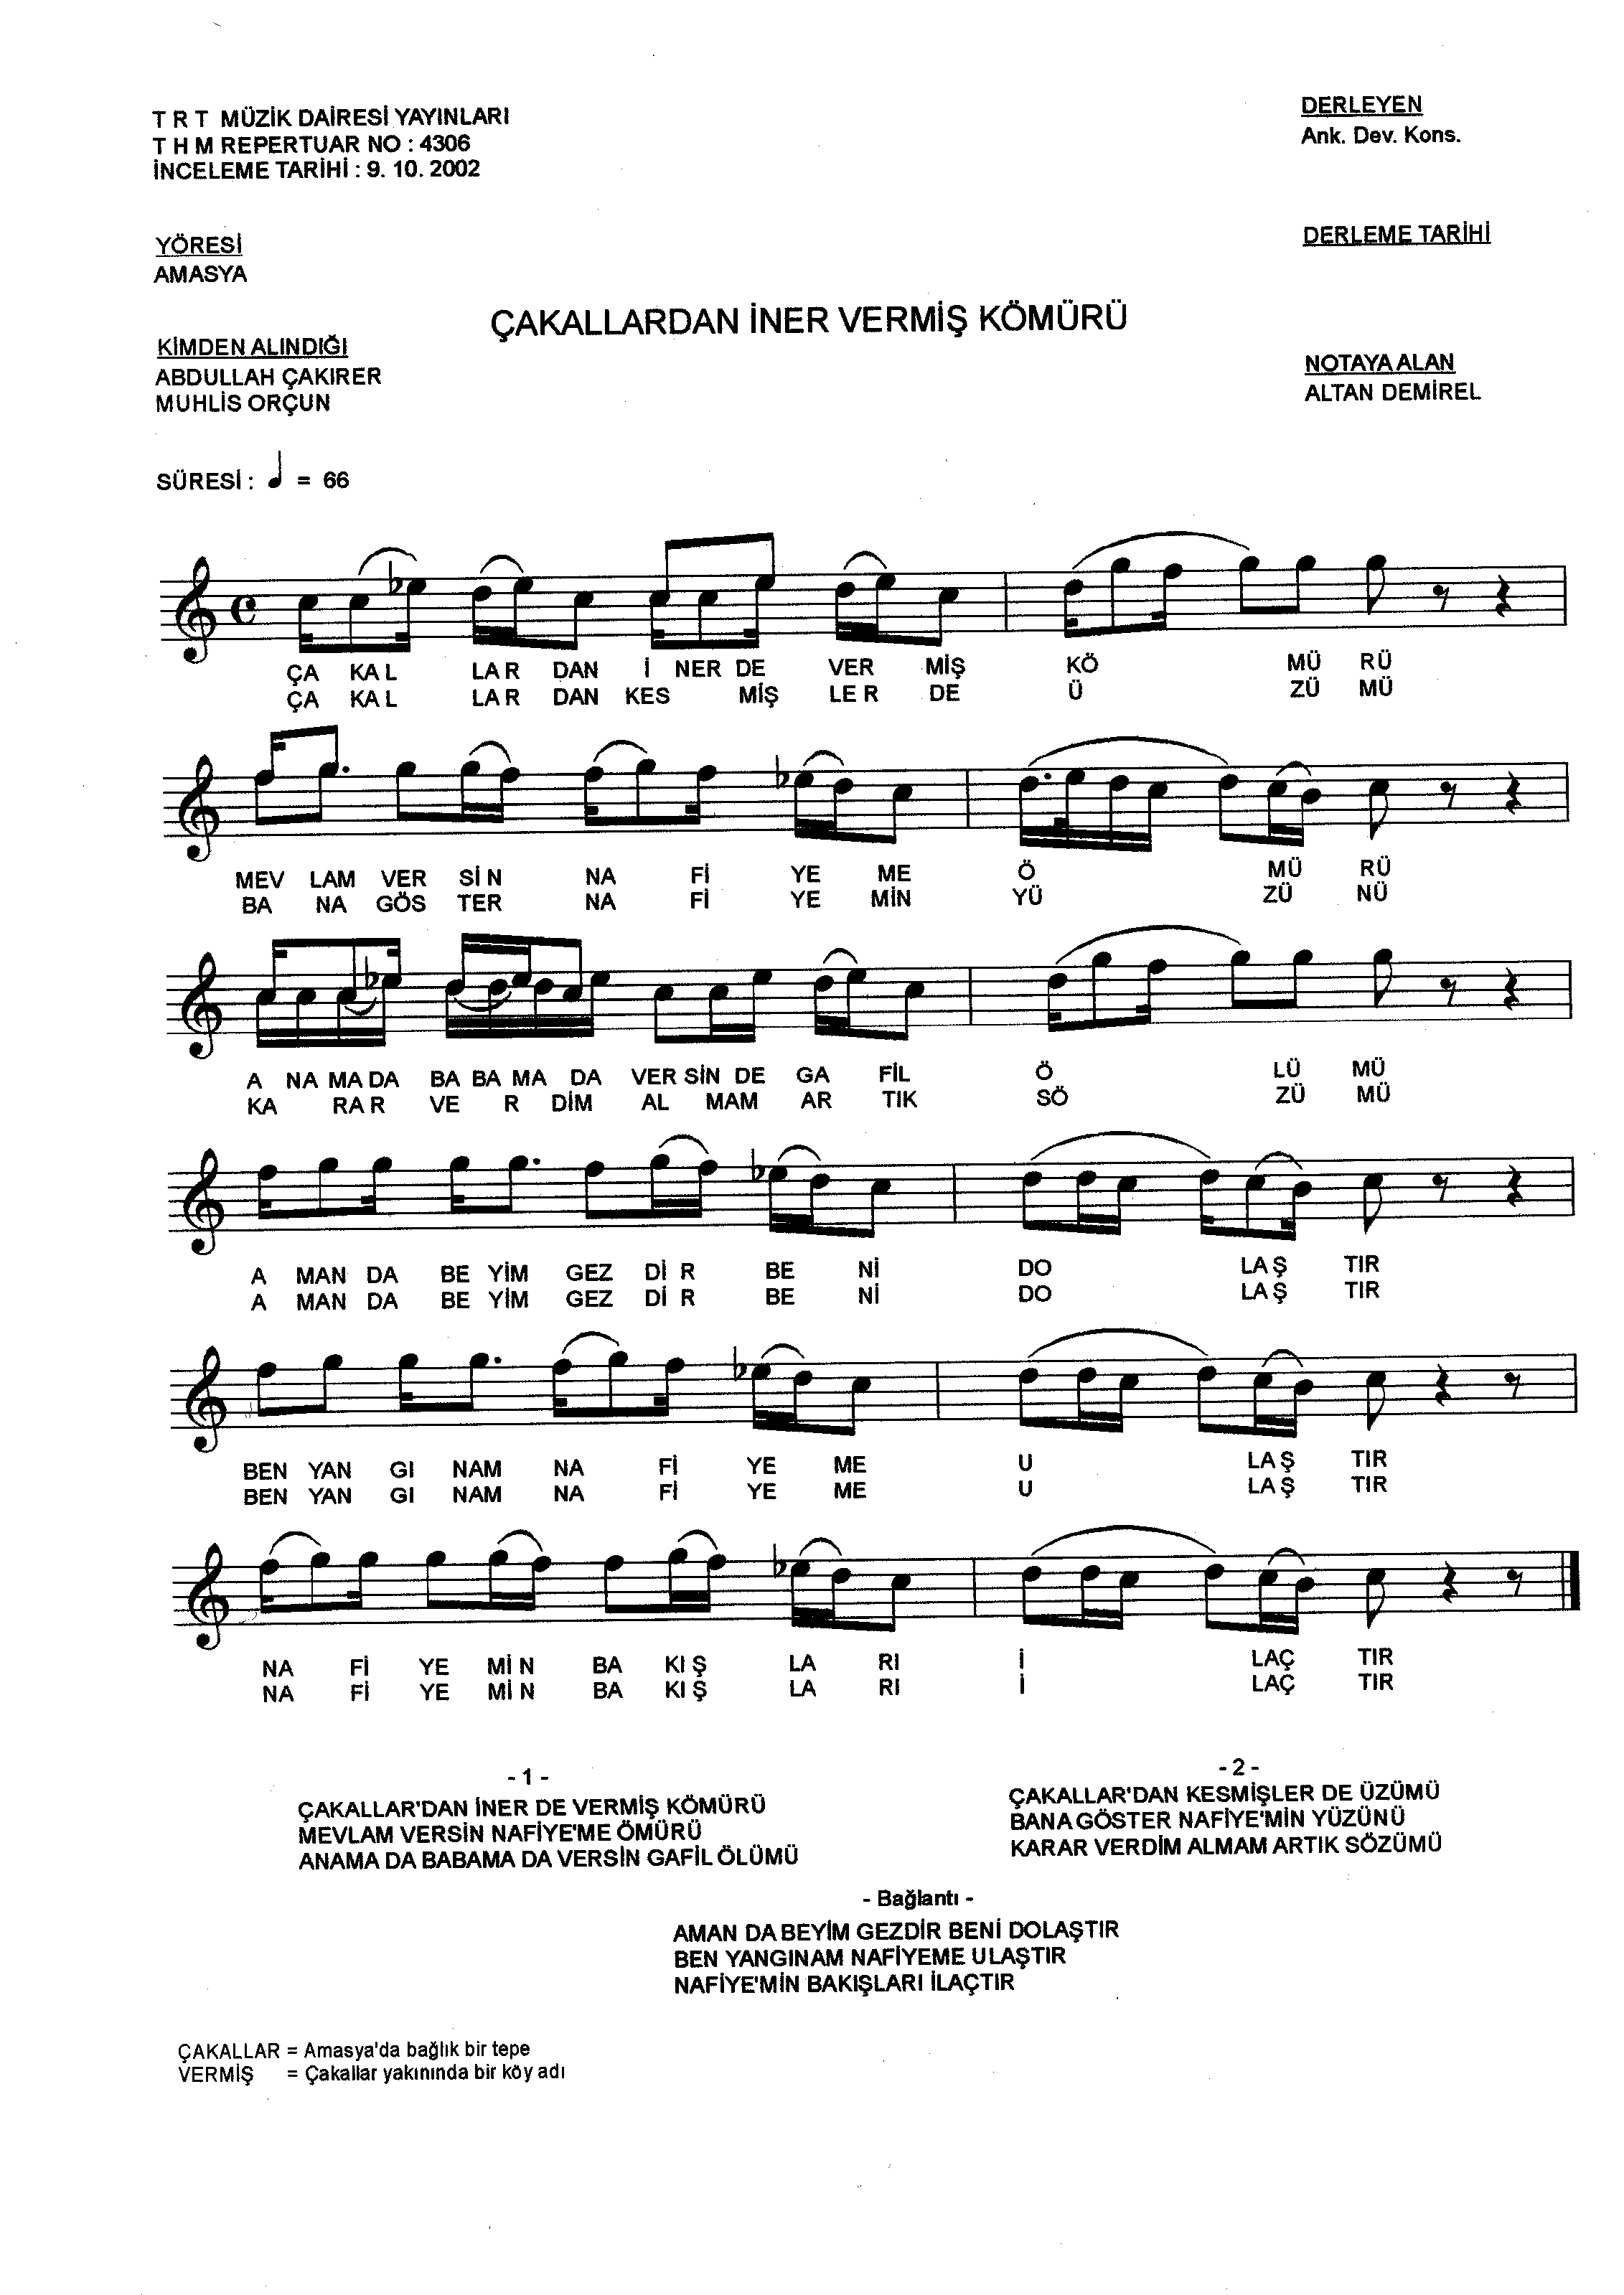 T R T MÜZİK DAİRESİ YAYINLARI
T H M REPERTUAR NO : 4306
İNCELEME TARİHİ : 9. 10. 2002
DERLEYEN
Ank. Dev. Kons.
YÖRESİ
AMASYA
DERLEME TARİHİ
ÇAKALLARDAN İNER VERMİŞ KÖMÜRÜ
KİMDEN ALINDIĞI
ABDULLAH ÇAKIRER
MUHLİS ORÇUN
NOTAYA ALAN
ALTAN DEMİREL
SÜRESİ : = 66
ÇA KAL LAR DAN İ NER DE VER MİŞ KÖ MÜ RÜ
ÇA KAL LAR DAN KES MİŞ LER DE Ü ZÜ MÜ
MEV LAM VER SİN NA Fİ YE ME Ö MÜ RÜ
BA NA GÖS TER NA Fİ YE MİN YÜ ZÜ NÜ
A NA MA DA BA BA MA DA VER SİN DE GA FİL Ö LÜ MÜ
KA RAR VE R DİM AL MAM AR TIK SÖ ZÜ MÜ
A MAN DA BE YİM GEZ Dİ R BE Nİ DO LAŞ TIR
A MAN DA BE YİM GEZ Dİ R BE Nİ DO LAŞ TIR
BEN YAN GI NAM NA Fİ YE ME U LAŞ TIR
BEN YAN GI NAM NA Fİ YE ME U LAŞ TIR
NA Fİ YE MİN BA KIŞ LA RI İ LAÇ TIR
NA Fİ YE MİN BA KIŞ LA RI İ LAÇ TIR
- 1 -
ÇAKALLAR'DAN İNER DE VERMİŞ KÖMÜRÜ
MEVLAM VERSİN NAFİYE'ME ÖMÜRÜ
ANAMA DA BABAMA DA VERSİN GAFİL ÖLÜMÜ
- 2 -
ÇAKALLAR'DAN KESMİŞLER DE ÜZÜMÜ
BANA GÖSTER NAFİYE'MİN YÜZÜNÜ
KARAR VERDİM ALMAM ARTIK SÖZÜMÜ
- Bağlantı -
AMAN DA BEYİM GEZDİR BENİ DOLAŞTIR
BEN YANGINAM NAFİYEME ULAŞTIR
NAFİYE'MİN BAKIŞLARI İLAÇTIR
ÇAKALLAR = Amasya'da bağlık bir tepe
VERMİŞ = Çakallar yakınında bir köy adı